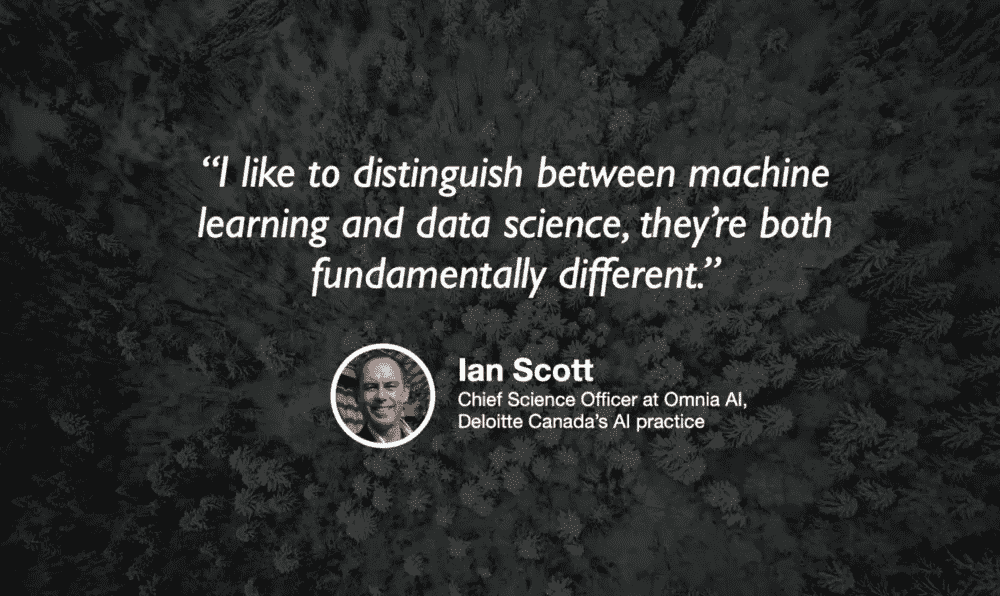 “I like to distinguish between machine
learning and data science, they’re both
fundamentally different.”
Ian Scott
Chief Science Officer at Omnia AI,
Deloitte Canada’s AI practice